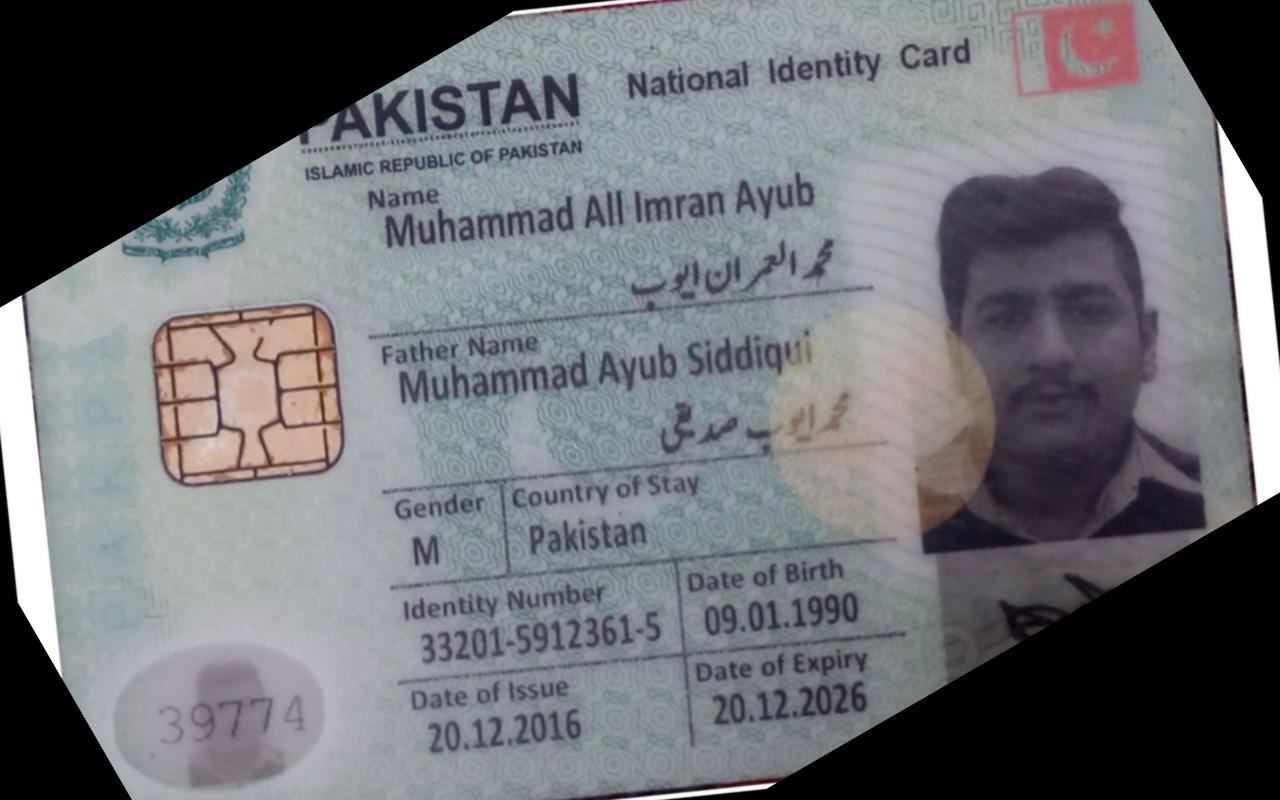 PAKISTAN
National Identity Card
ISLAMIC REPUBLIC OF PAKISTAN
Name
Muhammad All Imran Ayub
محمد العمران ایوب
Father Name
Muhammad Ayub Siddiqui
محمد ایوب صدیقی
Gender
Country of Stay
M
Pakistan
Identity Number
Date of Birth
33201-5912361-5
09.01.1990
Date of Issue
Date of Expiry
20.12.2016
20.12.2026
39774